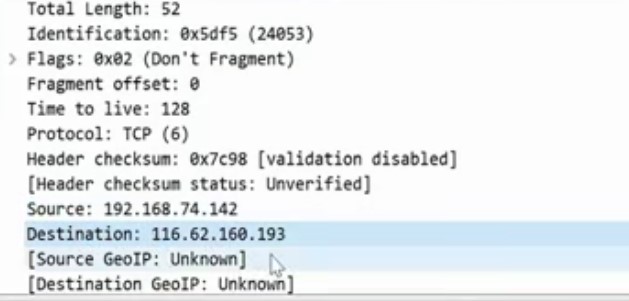 Total Length: 52
Identification: 0x5df5 (24053)
Flags: 0x02 (Don't Fragment)
Fragment offset: 0
Time to live: 128
Protocol: TCP (6)
Header checksum: 0x7c98 [validation disabled]
[Header checksum status: Unverified]
Source: 192.168.74.142
Destination: 116.62.160.193
[Source GeoIP: Unknown]
[Destination GeoIP: Unknown]